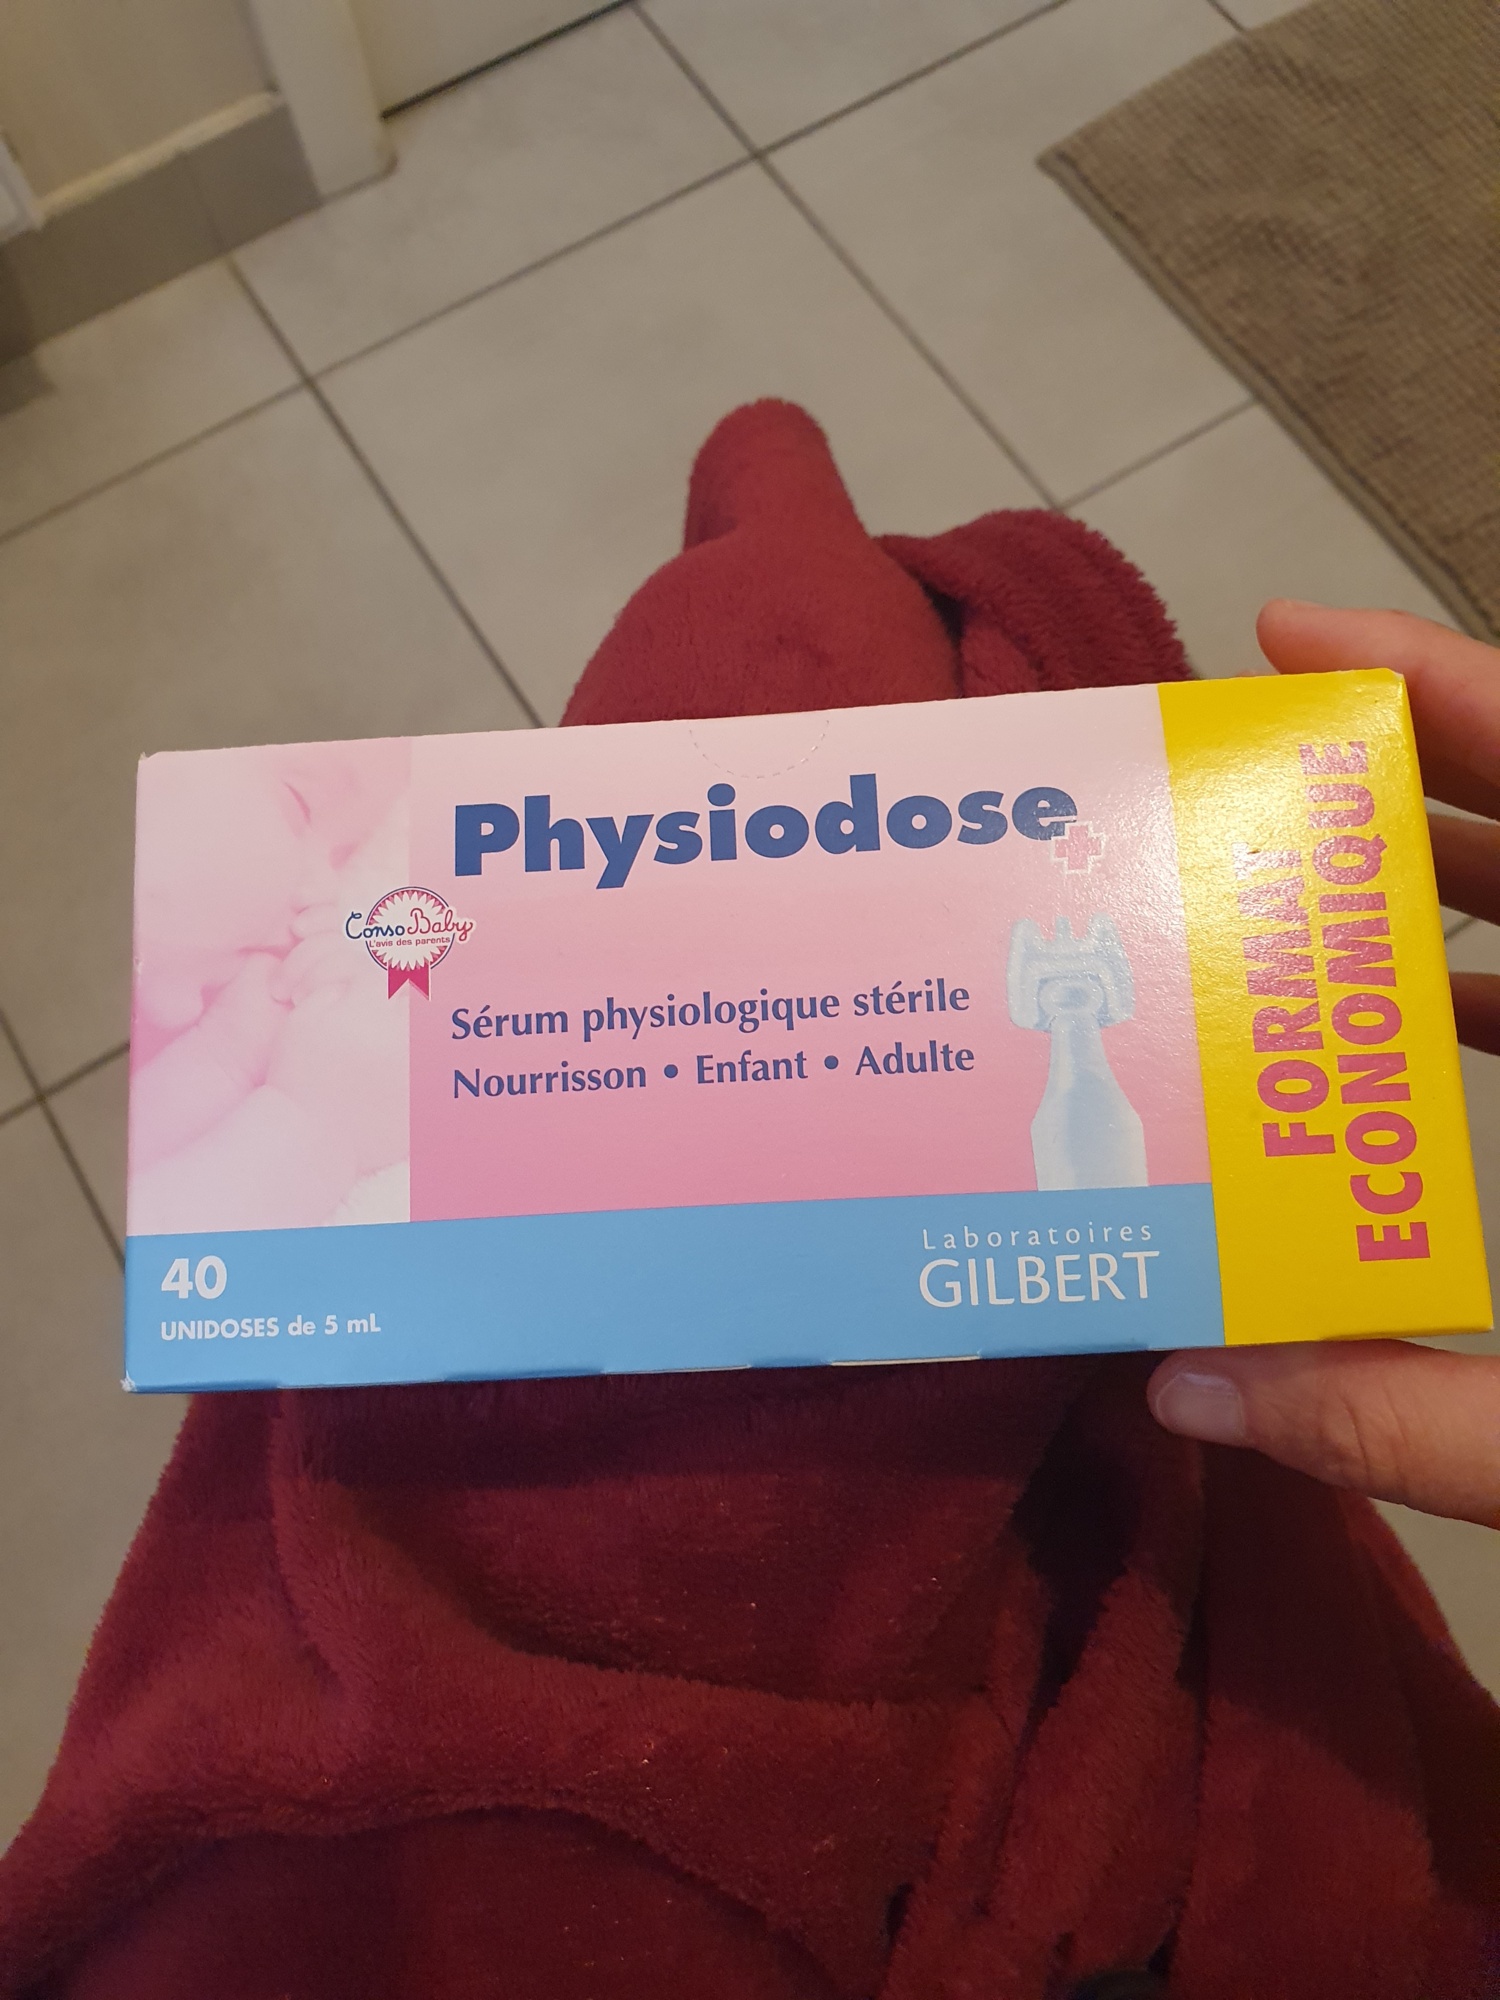 Physiodose
Conso Baby
L'avis des parents
Sérum physiologique stérile
Nourrisson • Enfant • Adulte
40
UNIDOSES de 5 mL
Laboratoires
GILBERT
FORMAT
ECONOMIQUE